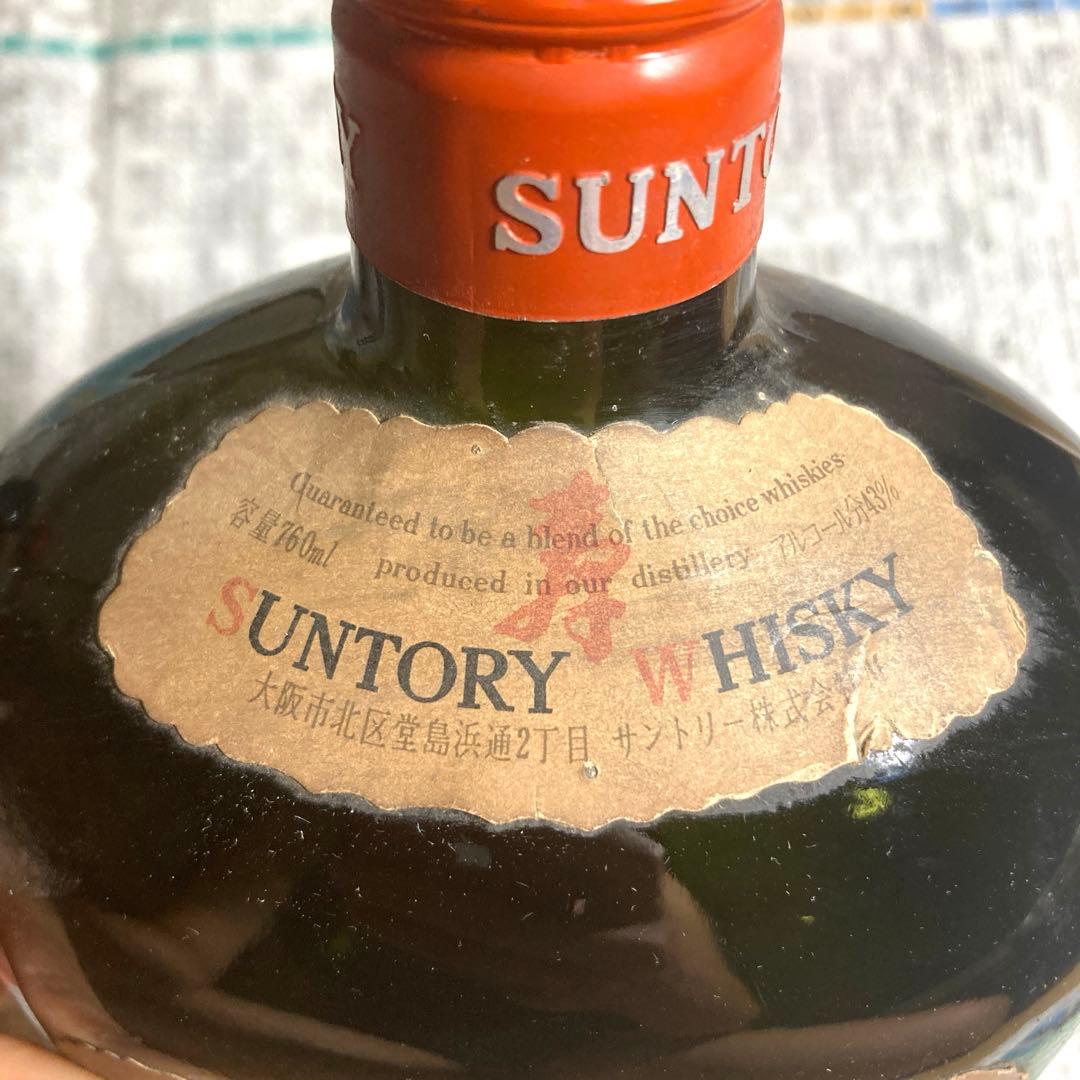 SUNTO
Y
Guaranteed to be a blend of the choice whiskies
容量760ml produced in our distillery アルコール分43%
寿
SUNTORY WHISKY
大阪市北区堂島浜通2丁目 サントリー株式会